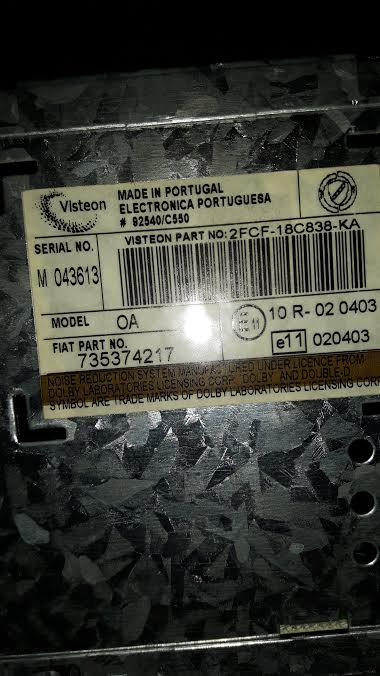 Visteon
MADE IN PORTUGAL
ELECTRONICA PORTUGUESA
# 92540/C550
SERIAL NO.
M 043613
VISTEON PART NO: 2FCF-18C838-KA
MODEL OA
E11 10 R- 02 0403
FIAT PART NO.
735374217
e11 020403
NOISE REDUCTION SYSTEM MANUFACTURED UNDER LICENCE FROM
DOLBY LABORATORIES LICENSING CORP. DOLBY AND DOUBLE-D
SYMBOL ARE TRADE MARKS OF DOLBY LABORATORIES LICENSING CORP